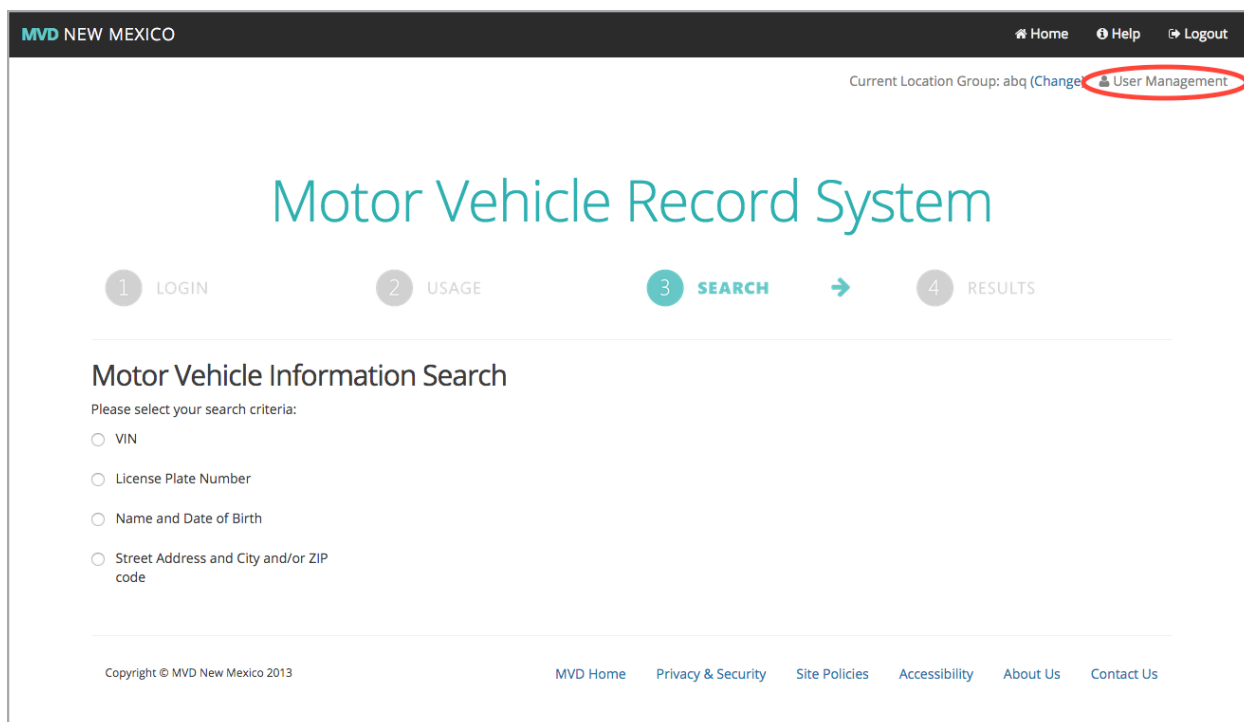 MVD NEW MEXICO Home Help Logout
Current Location Group: abq (Change) User Management
Motor Vehicle Record System
1 LOGIN 2 USAGE 3 SEARCH 4 RESULTS
Motor Vehicle Information Search
Please select your search criteria:
VIN
License Plate Number
Name and Date of Birth
Street Address and City and/or ZIP
code
Copyright © MVD New Mexico 2013 MVD Home Privacy & Security Site Policies Accessibility About Us Contact Us